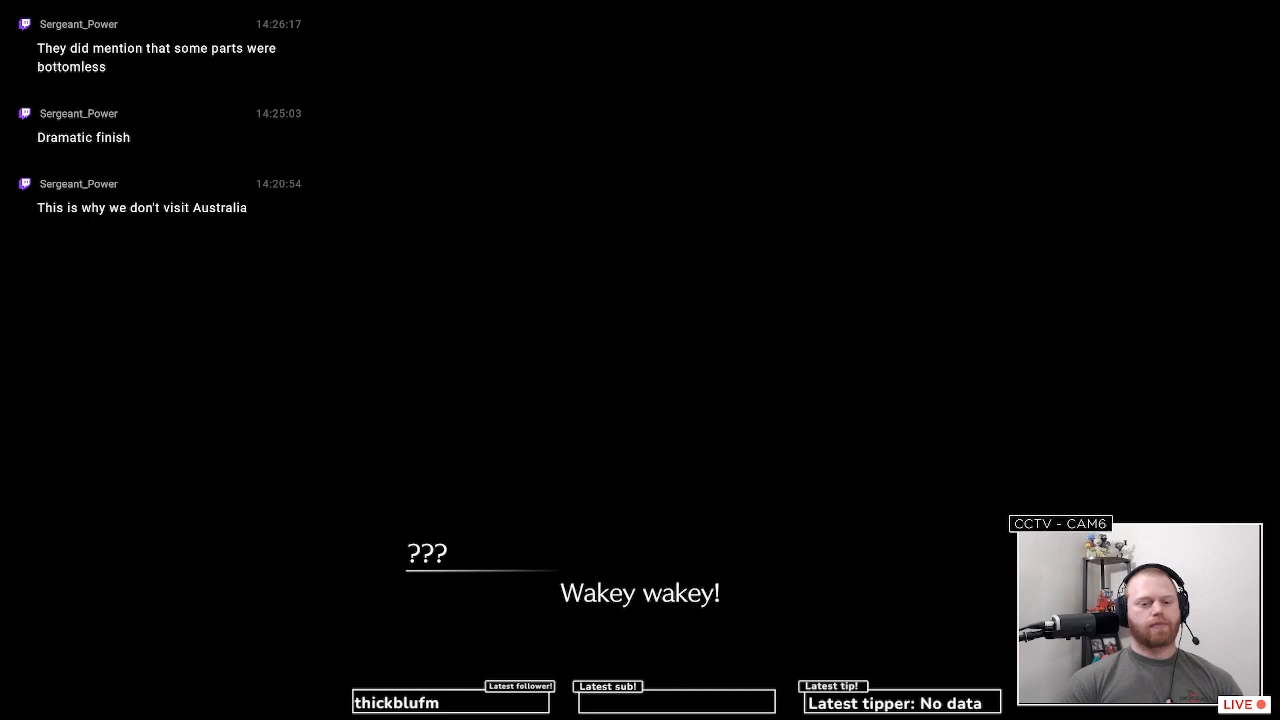 Sergeant_Power 14:26:17
They did mention that some parts were
bottomless
Sergeant_Power 14:25:03
Dramatic finish
Sergeant_Power 14:20:54
This is why we don't visit Australia
???
Wakey wakey!
CCTV - CAM6
LIVE
Latest follower!
thickblufm
Latest sub!
Latest tip!
Latest tipper: No data